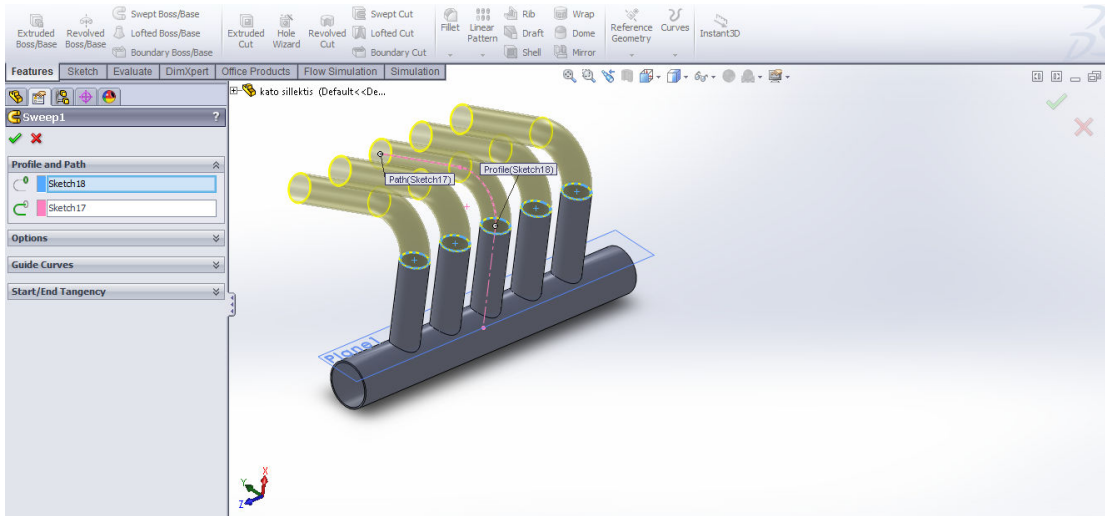 Extruded Boss/Base
Revolved Boss/Base
Swept Boss/Base
Lofted Boss/Base
Boundary Boss/Base
Extruded Cut
Hole Wizard
Revolved Cut
Swept Cut
Lofted Cut
Boundary Cut
Fillet
Linear Pattern
Rib
Draft
Shell
Wrap
Dome
Mirror
Reference Geometry
Curves
Instant3D
Features Sketch Evaluate DimXpert Office Products Flow Simulation Simulation
kato sillektis (Default<<De...
Sweep1 ?
Profile and Path
Sketch18
Sketch17
Options
Guide Curves
Start/End Tangency
Path(Sketch17)
Profile(Sketch18)
Plane1
X
Y
Z